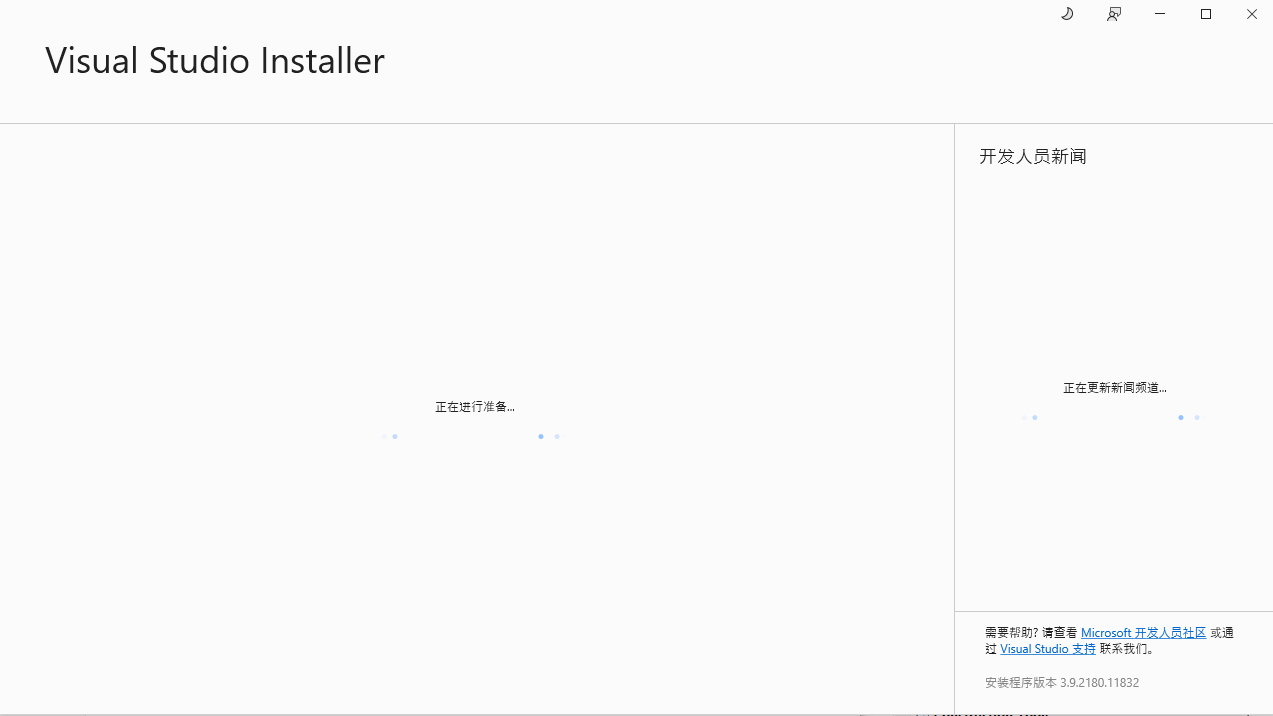 Visual Studio Installer
开发人员新闻
正在进行准备...
正在更新新闻频道...
需要帮助? 请查看 Microsoft 开发人员社区 或通
过 Visual Studio 支持 联系我们。
安装程序版本 3.9.2180.11832